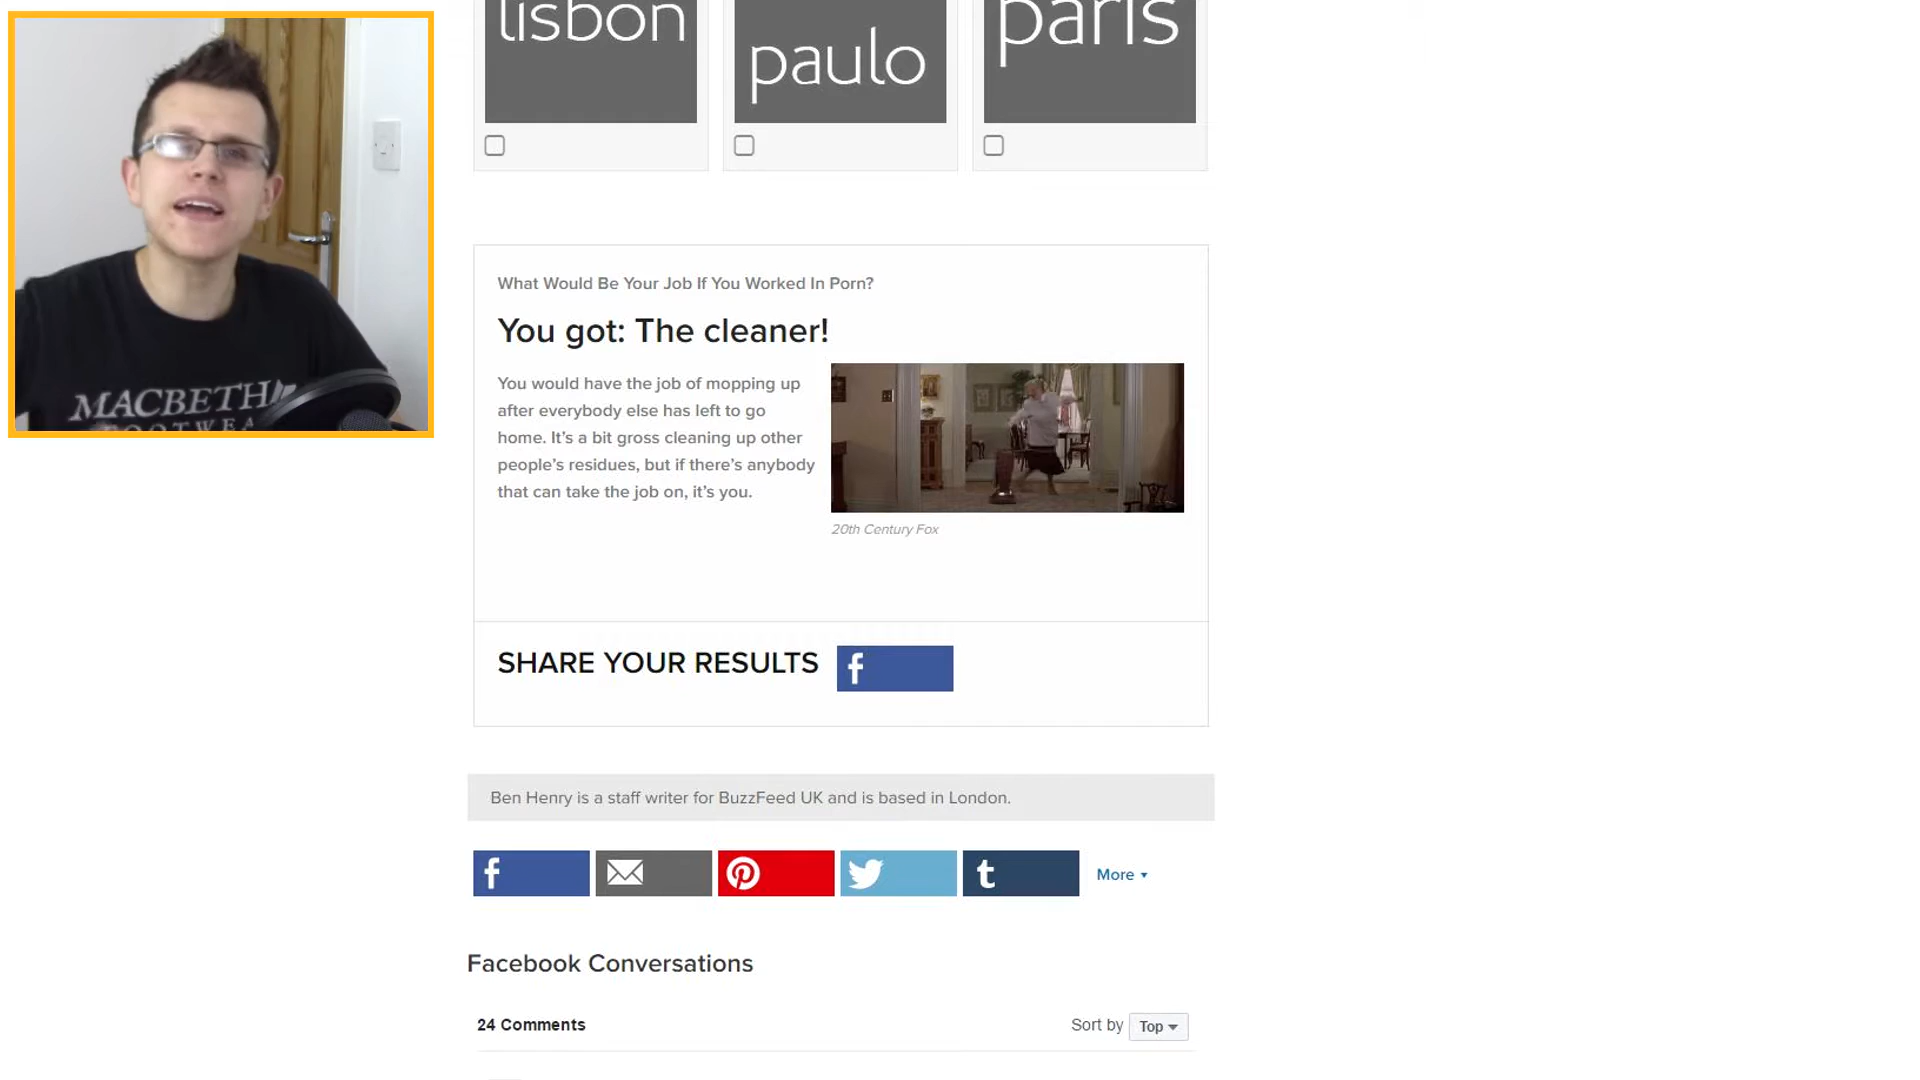 lisbon
paulo
paris
MACBETH
What Would Be Your Job If You Worked In Porn?
You got: The cleaner!
You would have the job of mopping up
after everybody else has left to go
home. It’s a bit gross cleaning up other
people’s residues, but if there’s anybody
that can take the job on, it’s you.
20th Century Fox
SHARE YOUR RESULTS
Ben Henry is a staff writer for BuzzFeed UK and is based in London.
More
Facebook Conversations
24 Comments
Sort by Top